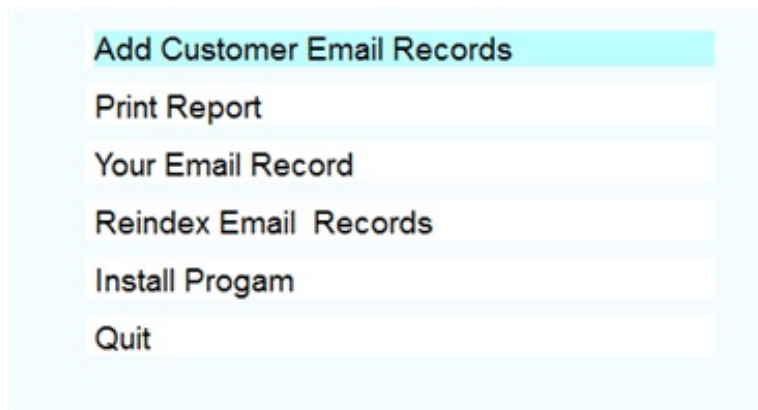 Add Customer Email Records
Print Report
Your Email Record
Reindex Email  Records
Install Progam
Quit